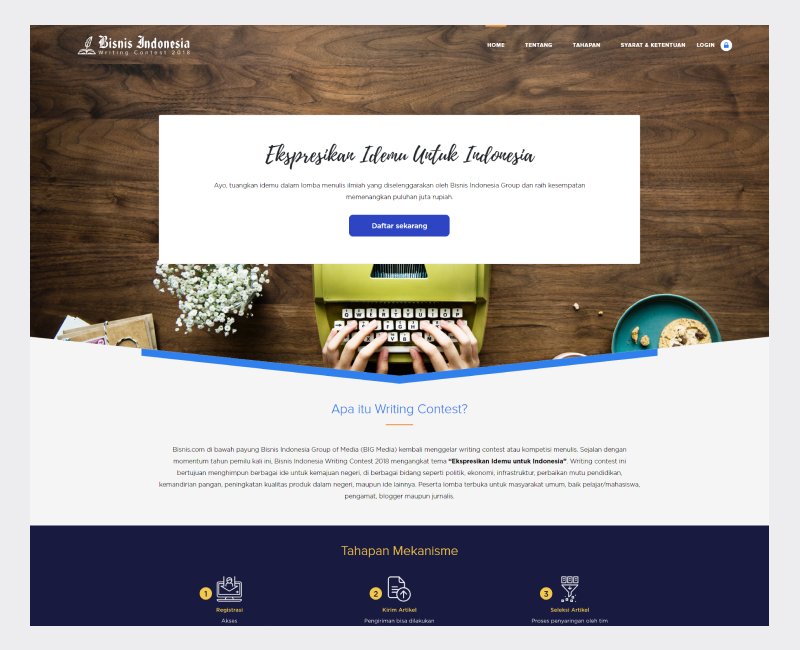 Bisnis Indonesia
Writing Contest 2018
HOME TENTANG TAHAPAN SYARAT & KETENTUAN LOGIN
Ekspresikan Idemu Untuk Indonesia
Ayo, tuangkan idemu dalam lomba menulis ilmiah yang diselenggarakan oleh Bisnis Indonesia Group dan raih kesempatan
memenangkan puluhan juta rupiah.
Daftar sekarang
Apa itu Writing Contest?
Bisnis.com di bawah payung Bisnis Indonesia Group of Media (BIG Media) kembali menggelar writing contest atau kompetisi menulis. Sejalan dengan
momentum tahun pemilu kali ini, Bisnis Indonesia Writing Contest 2018 mengangkat tema "Ekspresikan Idemu untuk Indonesia". Writing contest ini
bertujuan menghimpun berbagai ide untuk kemajuan negeri, di berbagai bidang seperti politik, ekonomi, infrastruktur, perbaikan mutu pendidikan,
kemandirian pangan, peningkatan kualitas produk dalam negeri, maupun ide lainnya. Peserta lomba terbuka untuk masyarakat umum, baik pelajar/mahasiswa,
pengamat, blogger maupun jurnalis.
Tahapan Mekanisme
1 2 3
Registrasi Kirim Artikel Seleksi Artikel
Akses Pengiriman bisa dilakukan Proses penyaringan oleh tim